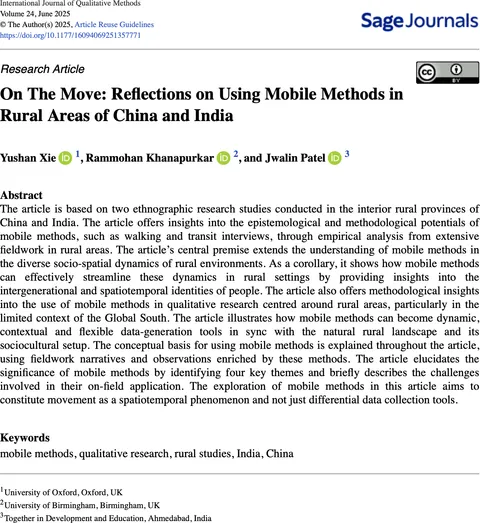 International Journal of Qualitative Methods
Volume 24, June 2025
© The Author(s) 2025, Article Reuse Guidelines
https://doi.org/10.1177/16094069251357771
Sage Journals
Research Article
cc BY
On The Move: Reflections on Using Mobile Methods in
Rural Areas of China and India
Yushan Xie iD 1, Rammohan Khanapurkar iD 2, and Jwalin Patel iD 3
Abstract
The article is based on two ethnographic research studies conducted in the interior rural provinces of
China and India. The article offers insights into the epistemological and methodological potentials of
mobile methods, such as walking and transit interviews, through empirical analysis from extensive
fieldwork in rural areas. The article's central premise extends the understanding of mobile methods in
the diverse socio-spatial dynamics of rural environments. As a corollary, it shows how mobile methods
can effectively streamline these dynamics in rural settings by providing insights into the
intergenerational and spatiotemporal identities of people. The article also offers methodological insights
into the use of mobile methods in qualitative research centred around rural areas, particularly in the
limited context of the Global South. The article illustrates how mobile methods can become dynamic,
contextual and flexible data-generation tools in sync with the natural rural landscape and its
sociocultural setup. The conceptual basis for using mobile methods is explained throughout the article,
using fieldwork narratives and observations enriched by these methods. The article elucidates the
significance of mobile methods by identifying four key themes and briefly describes the challenges
involved in their on-field application. The exploration of mobile methods in this article aims to
constitute movement as a spatiotemporal phenomenon and not just differential data collection tools.
Keywords
mobile methods, qualitative research, rural studies, India, China
1 University of Oxford, Oxford, UK
2 University of Birmingham, Birmingham, UK
3 Together in Development and Education, Ahmedabad, India